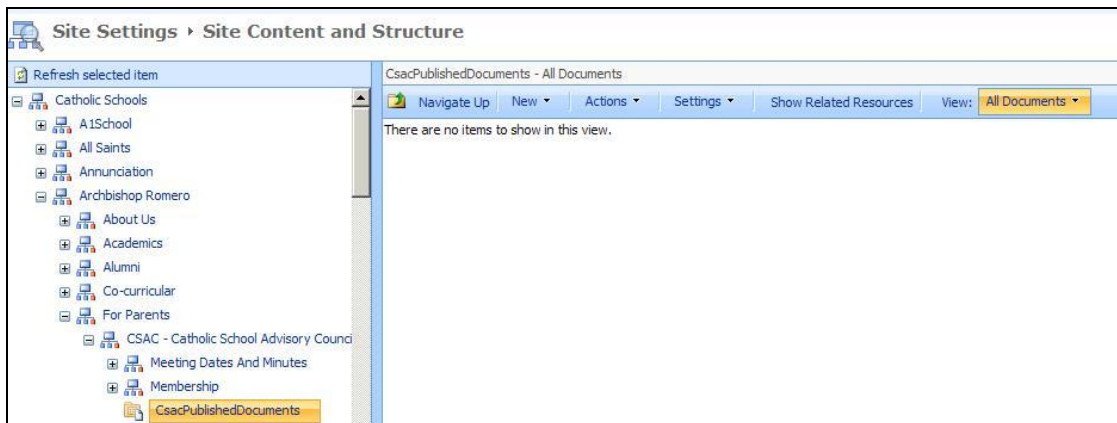 Site Settings ▸ Site Content and Structure
Refresh selected item
Catholic Schools
A1School
All Saints
Annunciation
Archbishop Romero
About Us
Academics
Alumni
Co-curricular
For Parents
CSAC - Catholic School Advisory Counci
Meeting Dates And Minutes
Membership
CsacPublishedDocuments
CsacPublishedDocuments - All Documents
Navigate Up New Actions Settings Show Related Resources View: All Documents
There are no items to show in this view.